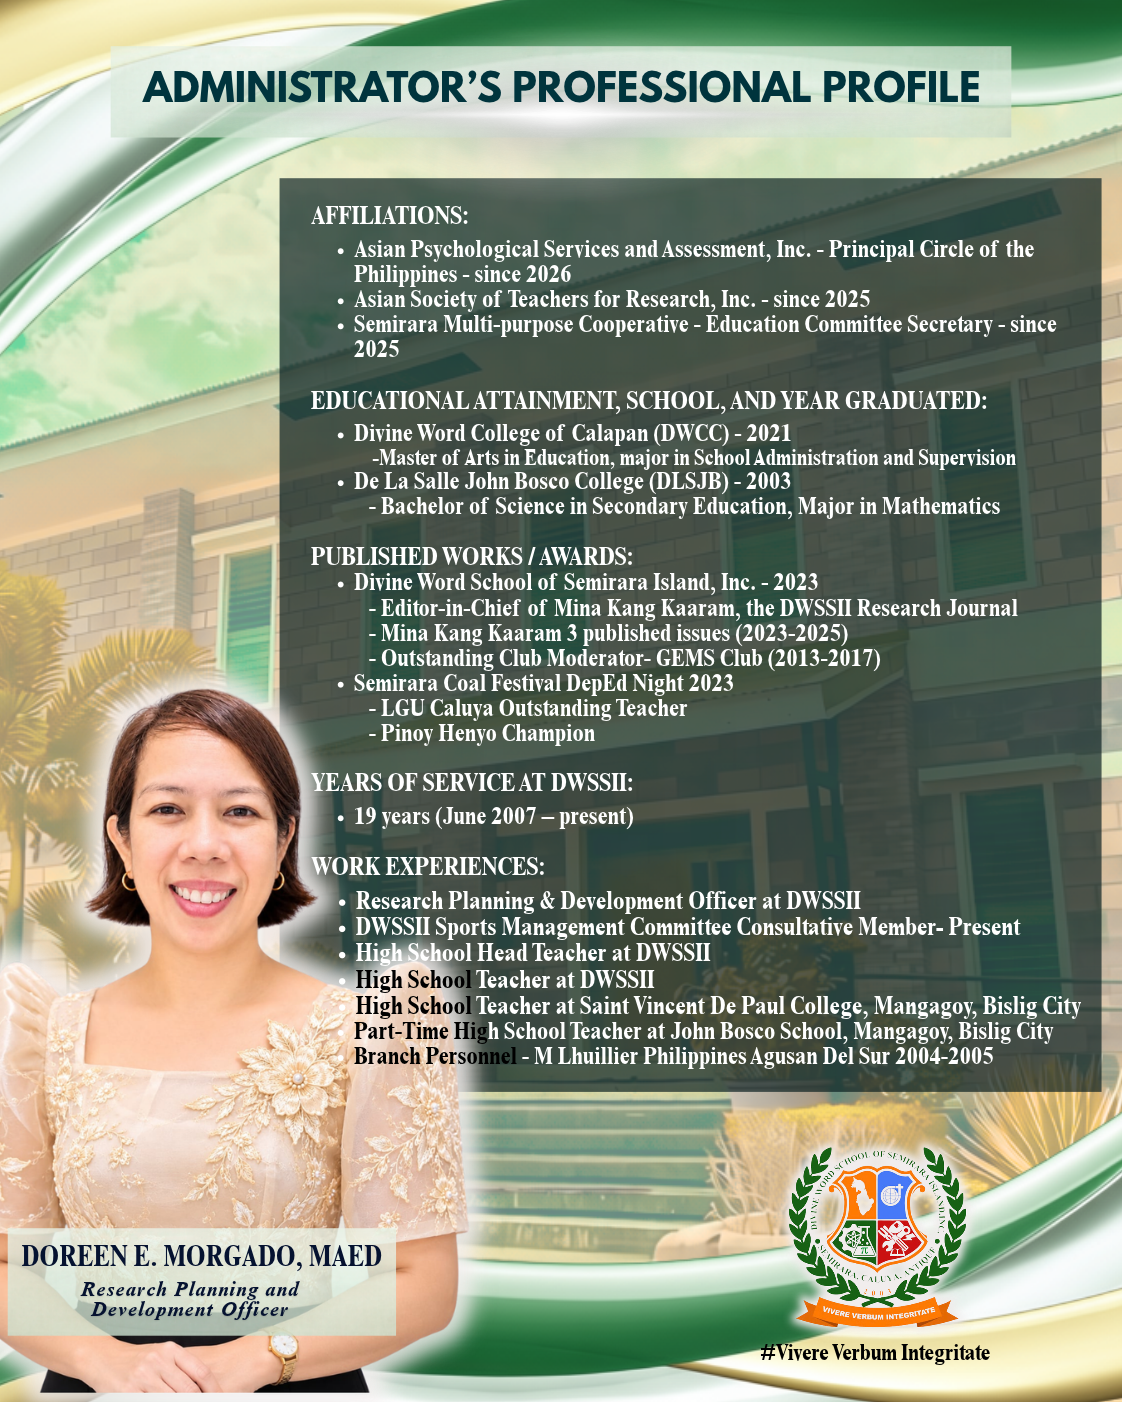 ADMINISTRATOR’S PROFESSIONAL PROFILE
AFFILIATIONS:
• Asian Psychological Services and Assessment, Inc. - Principal Circle of the
Philippines - since 2026
• Asian Society of Teachers for Research, Inc. - since 2025
• Semirara Multi-purpose Cooperative - Education Committee Secretary - since
2025
EDUCATIONAL ATTAINMENT, SCHOOL, AND YEAR GRADUATED:
• Divine Word College of Calapan (DWCC) - 2021
-Master of Arts in Education, major in School Administration and Supervision
• De La Salle John Bosco College (DLSJB) - 2003
- Bachelor of Science in Secondary Education, Major in Mathematics
PUBLISHED WORKS / AWARDS:
• Divine Word School of Semirara Island, Inc. - 2023
- Editor-in-Chief of Mina Kang Kaaram, the DWSSII Research Journal
- Mina Kang Kaaram 3 published issues (2023-2025)
- Outstanding Club Moderator- GEMS Club (2013-2017)
• Semirara Coal Festival DepEd Night 2023
- LGU Caluya Outstanding Teacher
- Pinoy Henyo Champion
YEARS OF SERVICE AT DWSSII:
• 19 years (June 2007 – present)
WORK EXPERIENCES:
• Research Planning & Development Officer at DWSSII
• DWSSII Sports Management Committee Consultative Member- Present
• High School Head Teacher at DWSSII
• High School Teacher at DWSSII
High School Teacher at Saint Vincent De Paul College, Mangagoy, Bislig City
Part-Time High School Teacher at John Bosco School, Mangagoy, Bislig City
Branch Personnel - M Lhuillier Philippines Agusan Del Sur 2004-2005
DOREEN E. MORGADO, MAED
Research Planning and
Development Officer
DIVINE WORD SCHOOL OF SEMIRARA ISLAND, INC.
SEMIRARA, CALUYA, ANTIQUE
VIVERE VERBUM INTEGRITATE
#Vivere Verbum Integritate